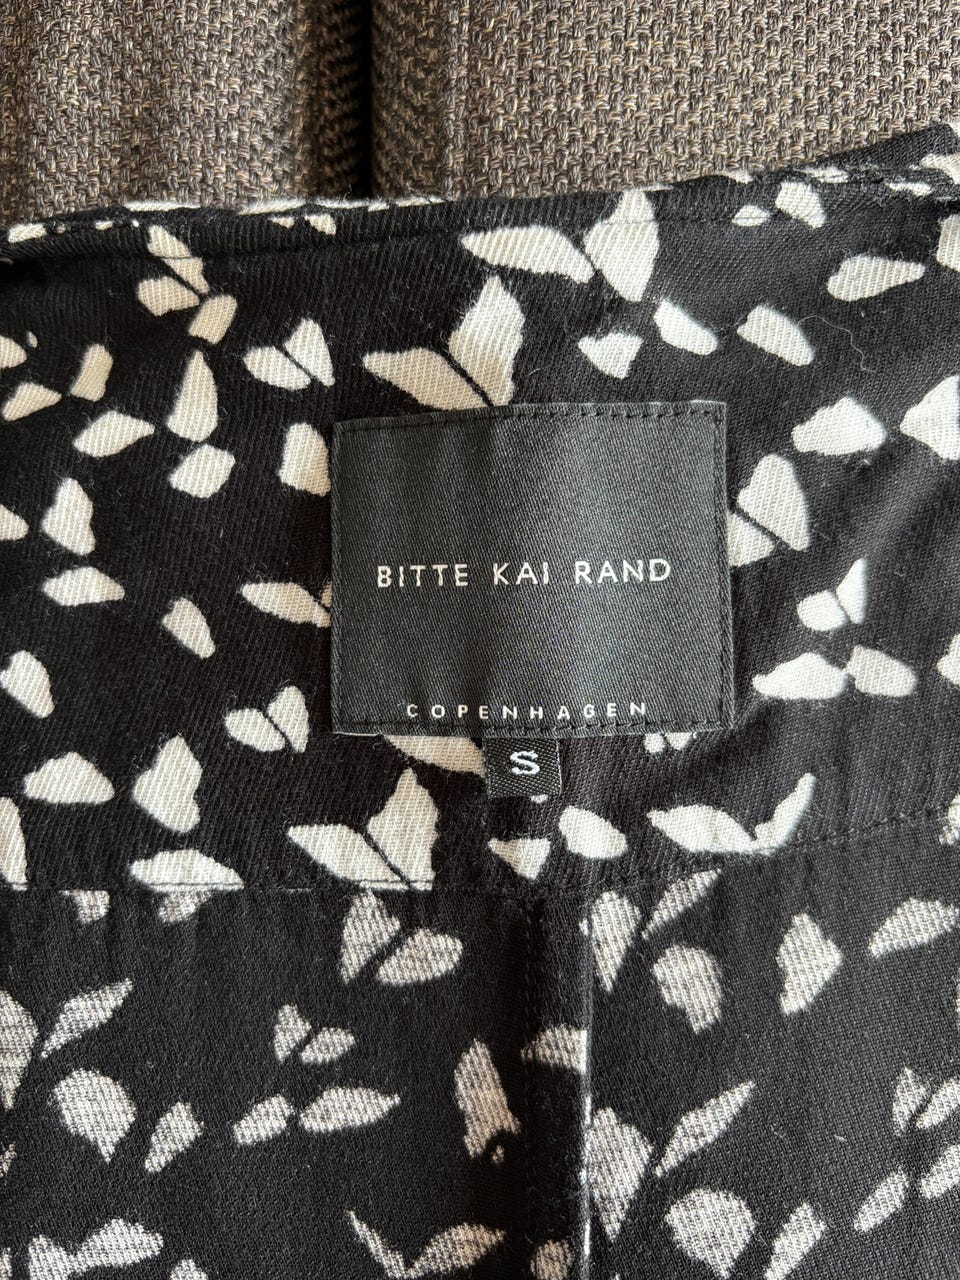 BITTE KAI RAND
COPENHAGEN
S